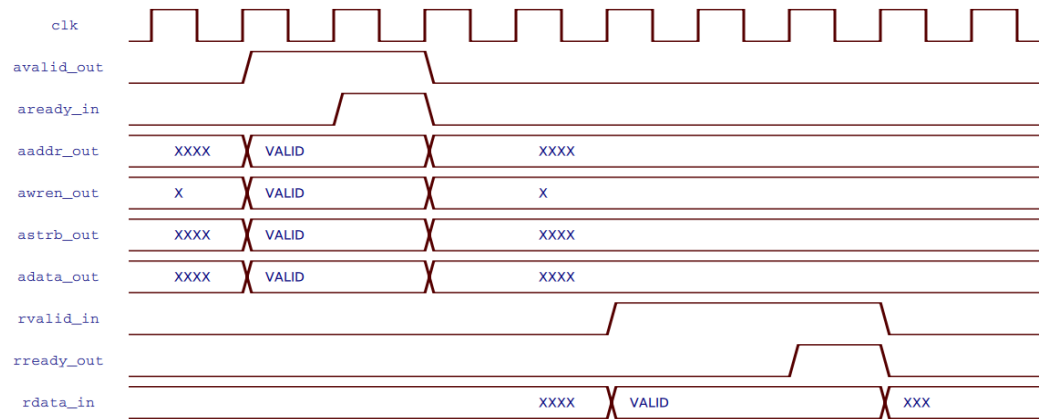 clk
avalid_out
aready_in
aaddr_out XXXX VALID XXXX
awren_out X VALID X
astrb_out XXXX VALID XXXX
adata_out XXXX VALID XXXX
rvalid_in
rready_out
rdata_in XXXX VALID XXX